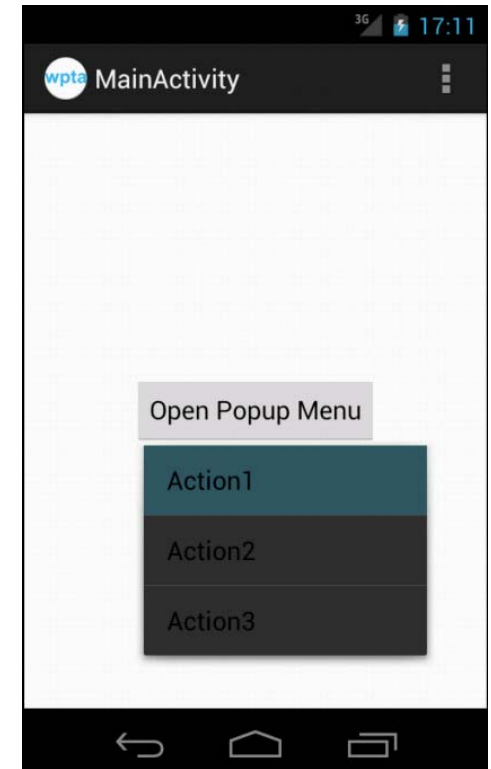 3G 17:11
wpta MainActivity
Open Popup Menu
Action1
Action2
Action3